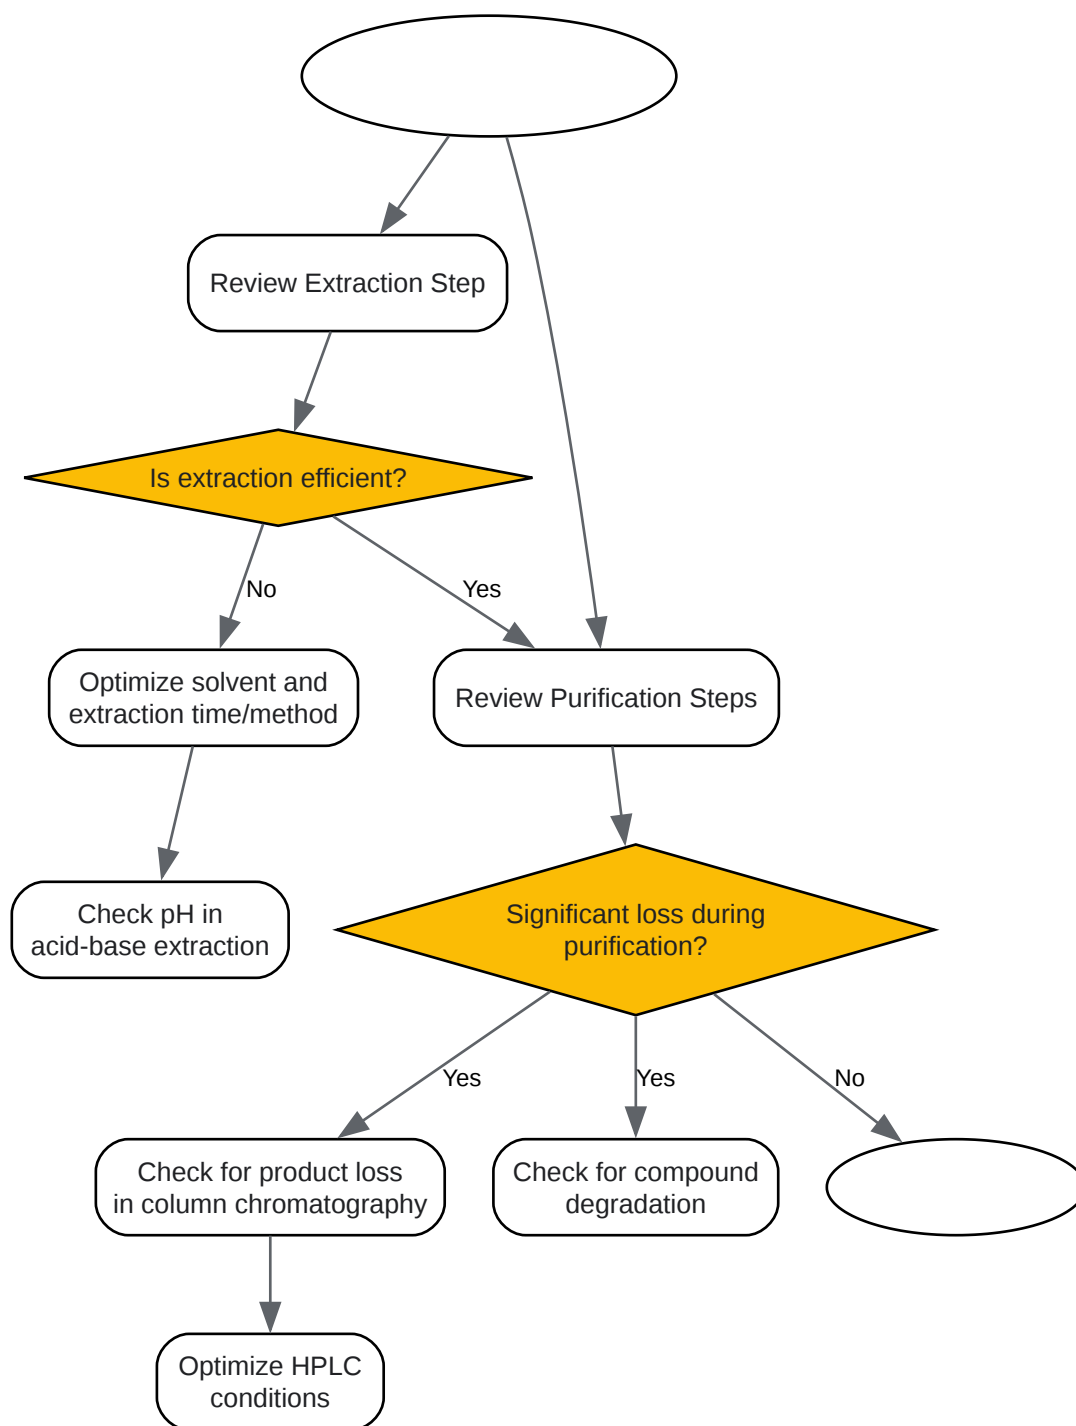 Review Extraction Step
Is extraction efficient?
No
Yes
Optimize solvent and
extraction time/method
Review Purification Steps
Check pH in
acid-base extraction
Significant loss during
purification?
Yes
Yes
No
Check for product loss
in column chromatography
Check for compound
degradation
Optimize HPLC
conditions